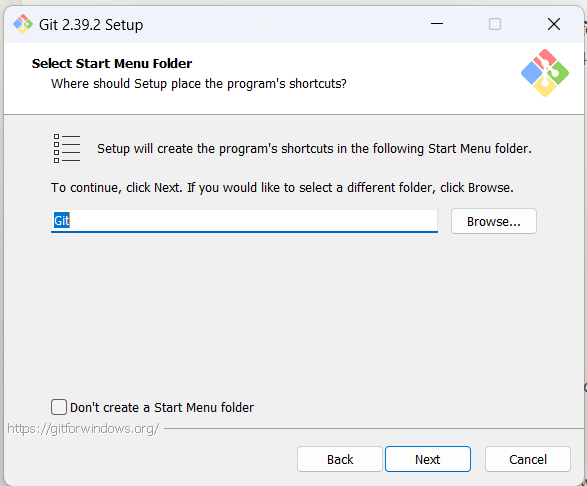 Git 2.39.2 Setup
Select Start Menu Folder
Where should Setup place the program's shortcuts?
Setup will create the program's shortcuts in the following Start Menu folder.
To continue, click Next. If you would like to select a different folder, click Browse.
Git
Browse...
Don't create a Start Menu folder
https://gitforwindows.org/
Back
Next
Cancel